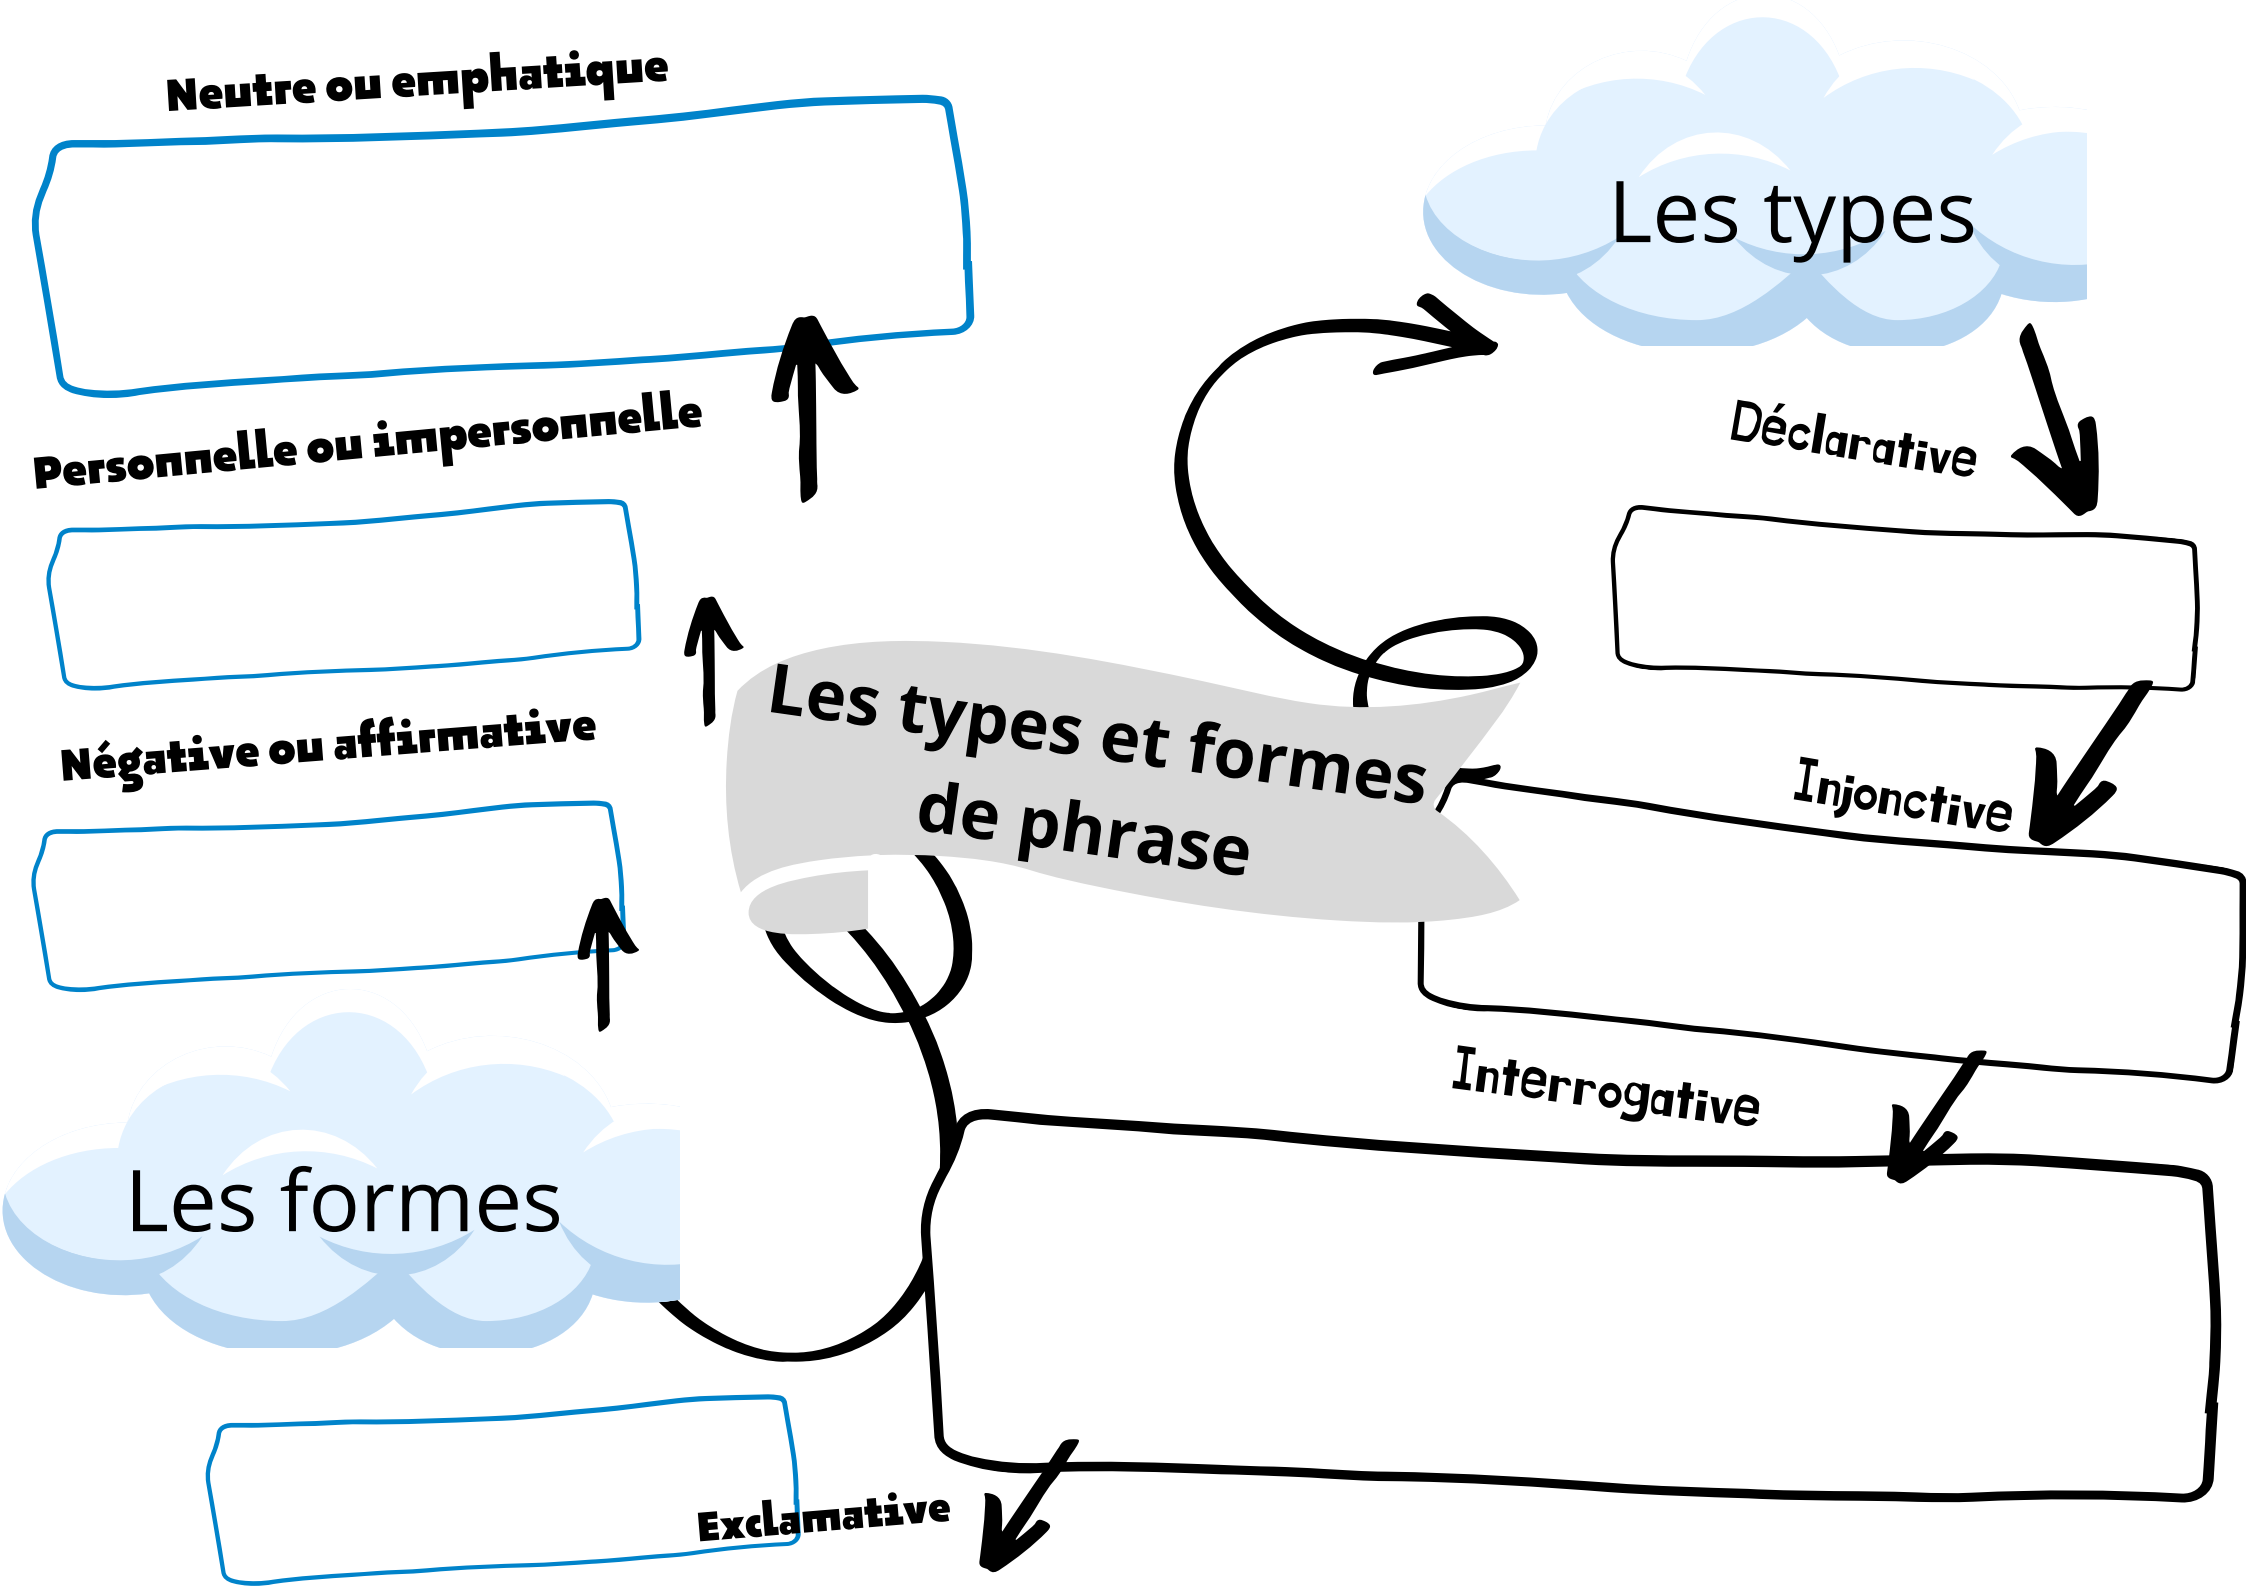 Neutre ou emphatique
Les types
Personnelle ou impersonnelle
Déclarative
Négative ou affirmative
Les types et formes
de phrase
Injonctive
Interrogative
Les formes
Exclamative